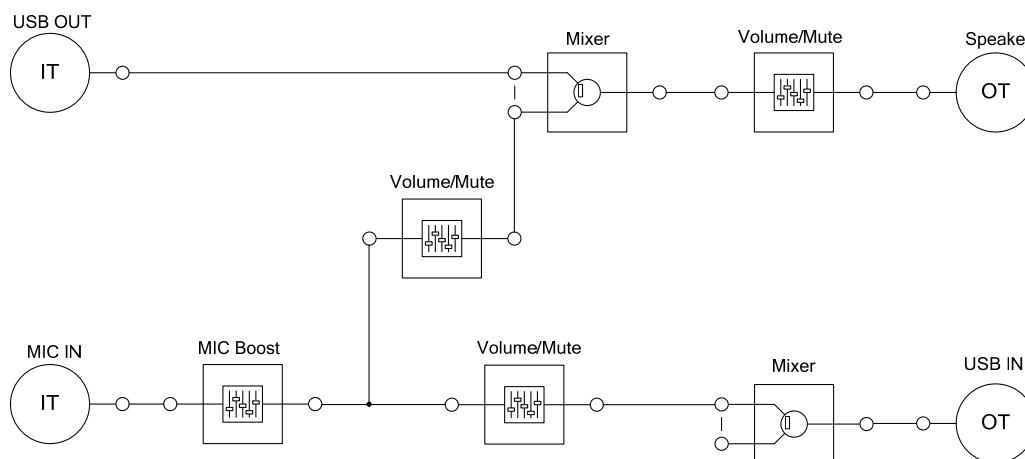 USB OUT
IT
Mixer
Volume/Mute
Speake
OT
Volume/Mute
MIC IN
IT
MIC Boost
Volume/Mute
Mixer
USB IN
OT